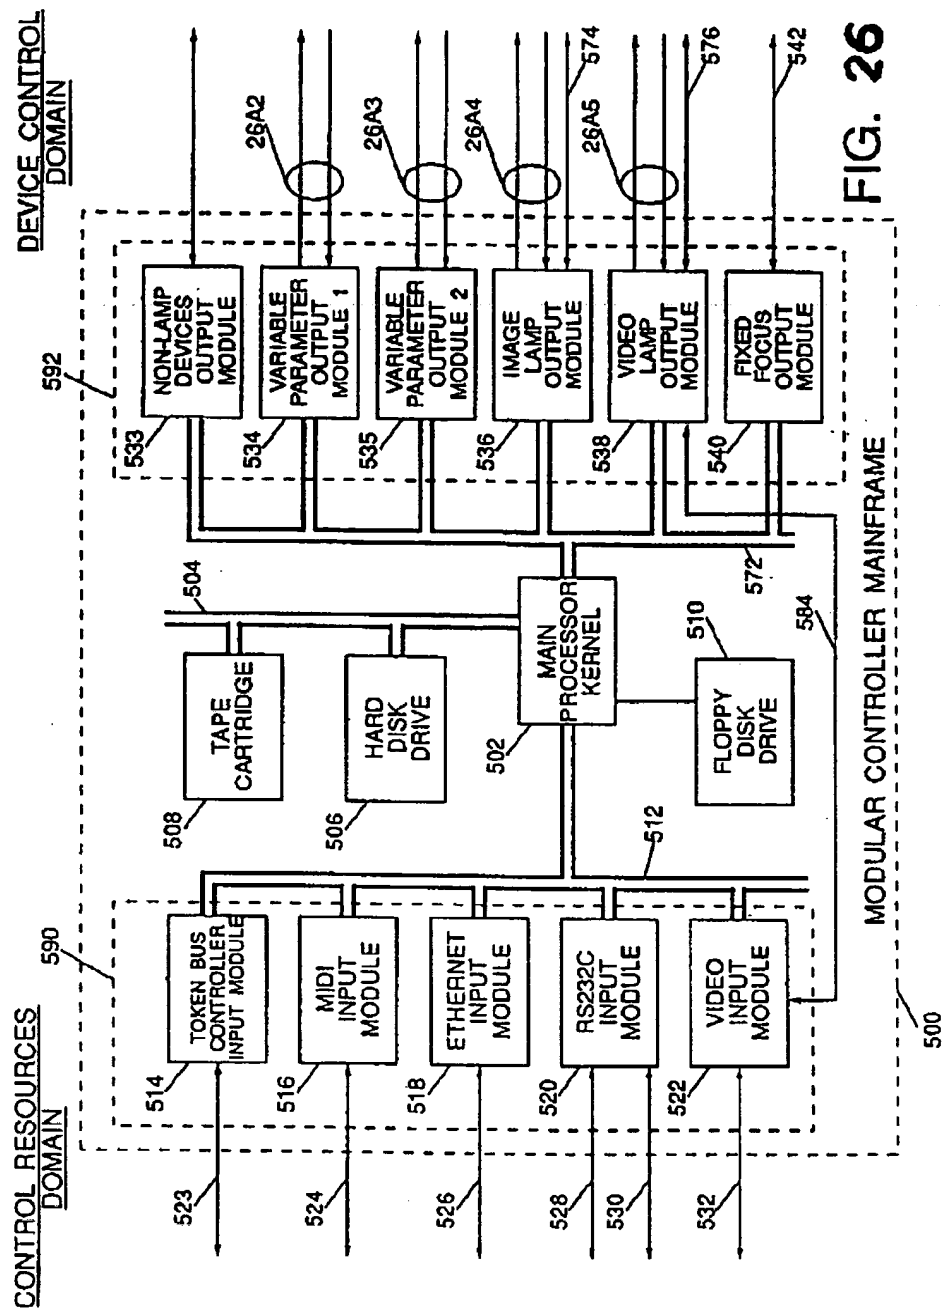 CONTROL RESOURCES
DOMAIN
DEVICE CONTROL
DOMAIN
590
592
514
TOKEN BUS
CONTROLLER
INPUT MODULE
523
516
MIDI
INPUT
MODULE
524
518
ETHERNET
INPUT
MODULE
526
520
RS232C
INPUT
MODULE
528
530
522
VIDEO
INPUT
MODULE
532
512
508
TAPE
CARTRIDGE
504
506
HARD
DISK
DRIVE
502
MAIN
PROCESSOR
KERNEL
510
FLOPPY
DISK
DRIVE
572
584
533
NON-LAMP
DEVICES
OUTPUT
MODULE
534
VARIABLE
PARAMETER
OUTPUT
MODULE 1
26A2
535
VARIABLE
PARAMETER
OUTPUT
MODULE 2
26A3
536
IMAGE
LAMP
OUTPUT
MODULE
26A4
574
538
VIDEO
LAMP
OUTPUT
MODULE
26A5
576
540
FIXED
FOCUS
OUTPUT
MODULE
542
MODULAR CONTROLLER MAINFRAME
500
FIG. 26